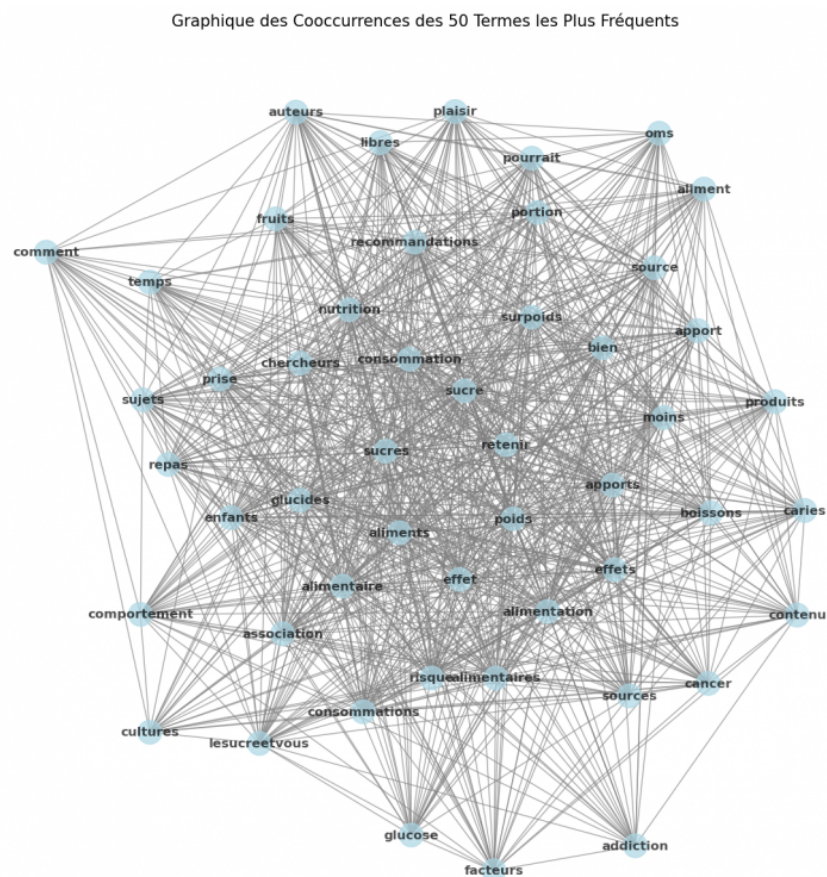 Graphique des Cooccurrences des 50 Termes les Plus Fréquents
auteurs
plaisir
oms
libres
pourrait
aliment
portion
fruits
recommandations
comment
source
temps
nutrition
surpoids
apport
bien
consommation
chercheurs
prise
sucre
sujets
produits
moins
retenir
sucres
repas
apports
glucides
caries
boissons
enfants
poids
aliments
effets
effet
alimentaire
alimentation
comportement
contenu
association
risque
alimentaires
cancer
sources
consommations
cultures
lesucreetvous
glucose
addiction
facteurs